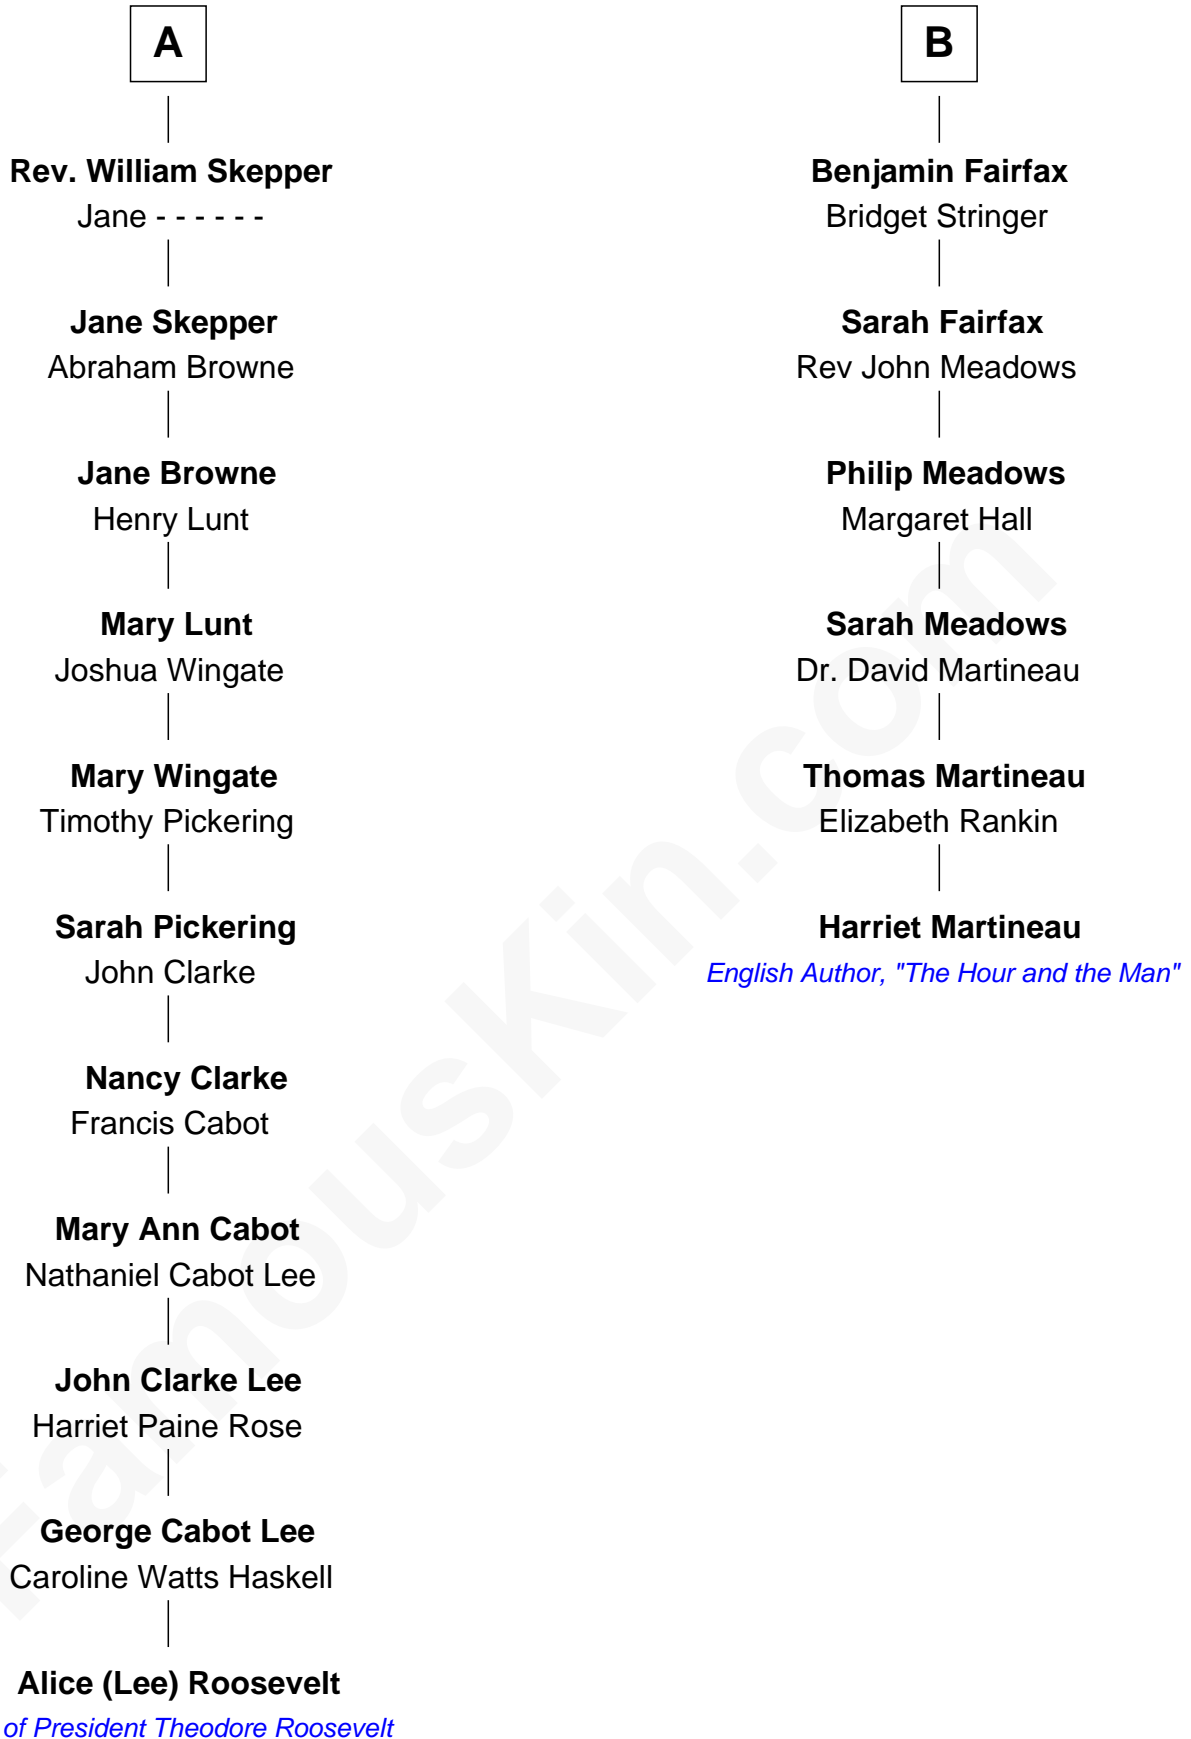 A
Rev. William Skepper
Jane - - - - - -
Jane Skepper
Abraham Browne
Jane Browne
Henry Lunt
Mary Lunt
Joshua Wingate
Mary Wingate
Timothy Pickering
Sarah Pickering
John Clarke
Nancy Clarke
Francis Cabot
Mary Ann Cabot
Nathaniel Cabot Lee
John Clarke Lee
Harriet Paine Rose
George Cabot Lee
Caroline Watts Haskell
Alice (Lee) Roosevelt
of President Theodore Roosevelt
B
Benjamin Fairfax
Bridget Stringer
Sarah Fairfax
Rev John Meadows
Philip Meadows
Margaret Hall
Sarah Meadows
Dr. David Martineau
Thomas Martineau
Elizabeth Rankin
Harriet Martineau
English Author, "The Hour and the Man"
FamousKin.com